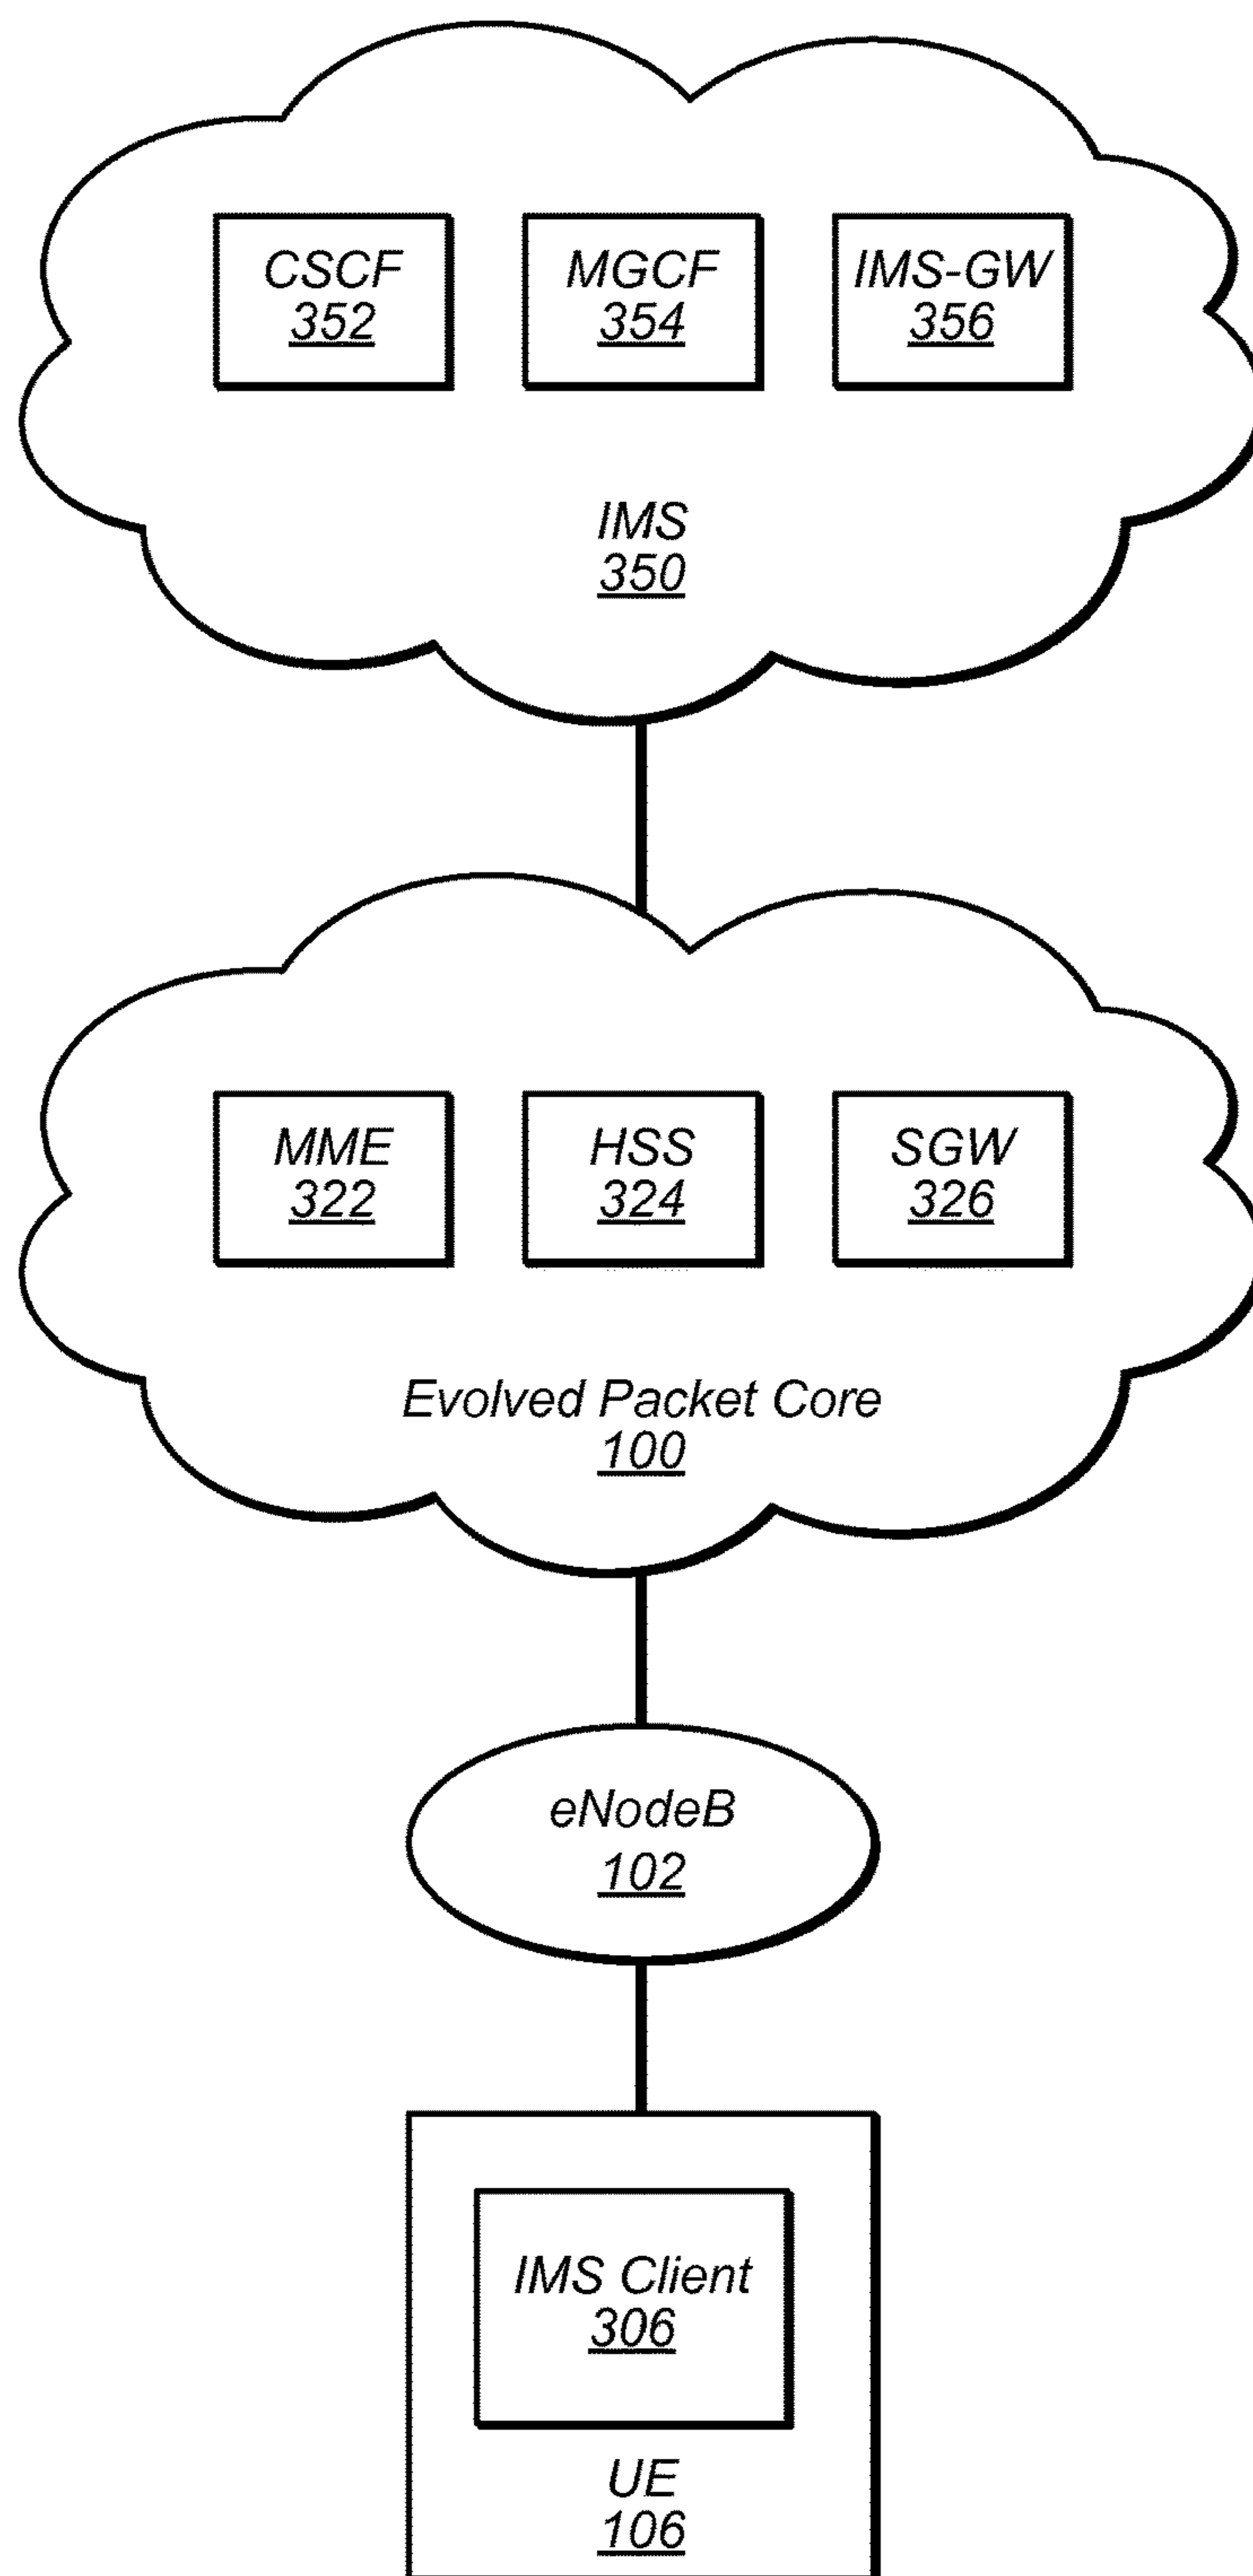 CSCF
352
MGCF
354
IMS-GW
356
IMS
350
MME
322
HSS
324
SGW
326
Evolved Packet Core
100
eNodeB
102
IMS Client
306
UE
106